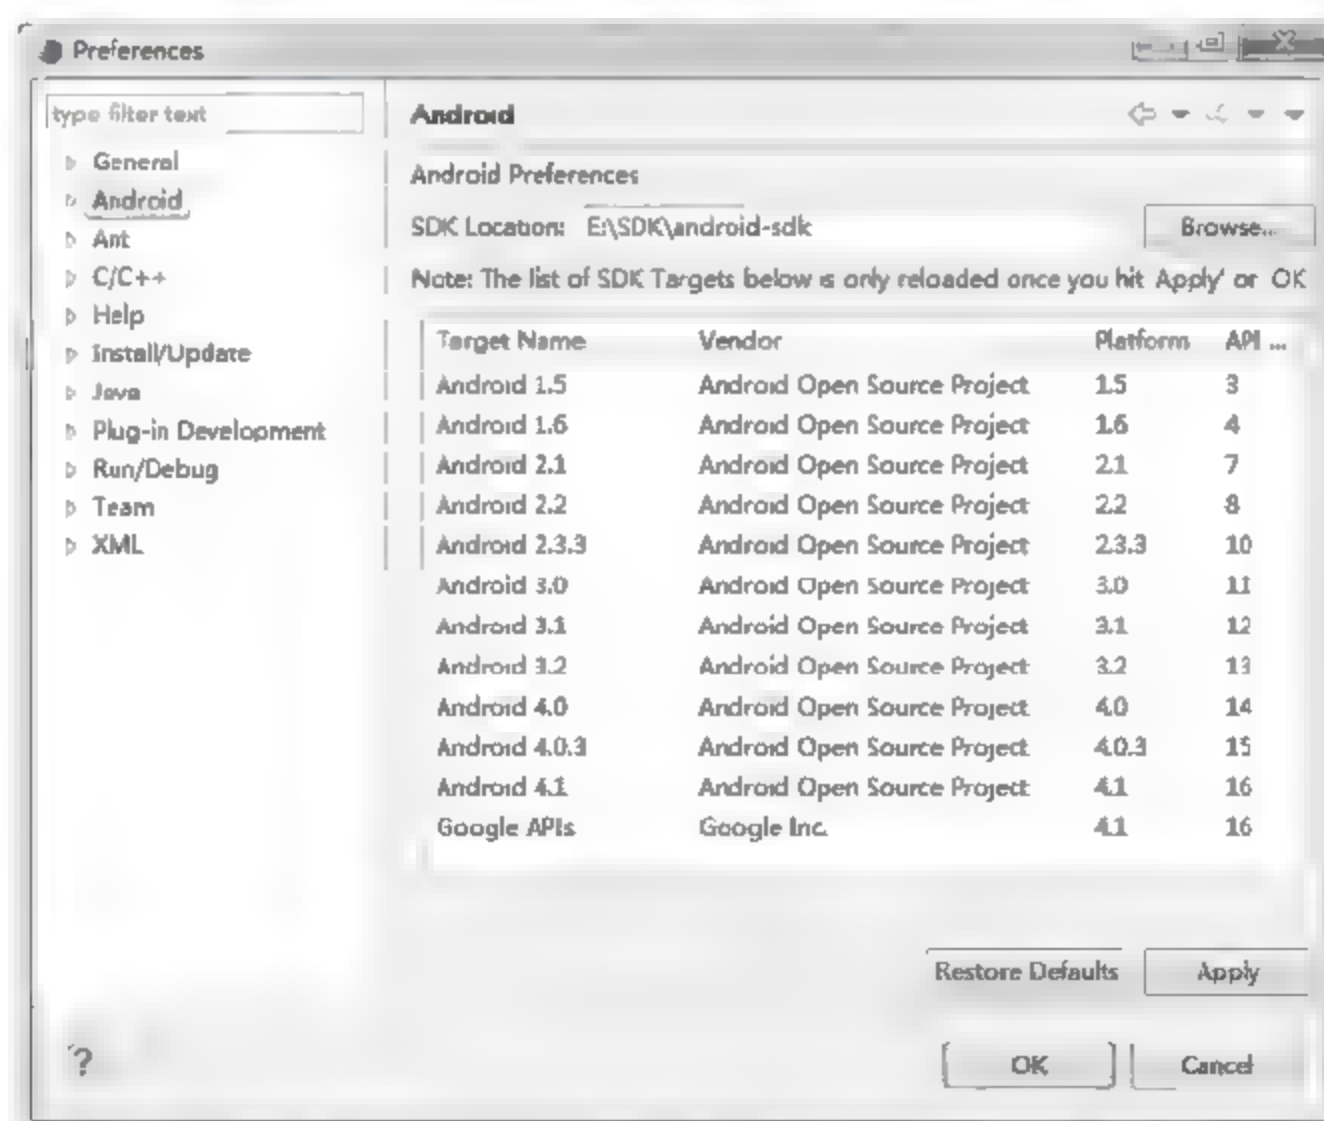 Preferences
type filter text
General
Android
Ant
C/C++
Help
Install/Update
Java
Plug-in Development
Run/Debug
Team
XML
Android
Android Preferences
SDK Location: E:\SDK\android-sdk Browse...
Note: The list of SDK Targets below is only reloaded once you hit 'Apply' or OK
Target Name Vendor Platform API ...
Android 1.5 Android Open Source Project 1.5 3
Android 1.6 Android Open Source Project 1.6 4
Android 2.1 Android Open Source Project 2.1 7
Android 2.2 Android Open Source Project 2.2 8
Android 2.3.3 Android Open Source Project 2.3.3 10
Android 3.0 Android Open Source Project 3.0 11
Android 3.1 Android Open Source Project 3.1 12
Android 3.2 Android Open Source Project 3.2 13
Android 4.0 Android Open Source Project 4.0 14
Android 4.0.3 Android Open Source Project 4.0.3 15
Android 4.1 Android Open Source Project 4.1 16
Google APIs Google Inc. 4.1 16
Restore Defaults Apply
? OK Cancel